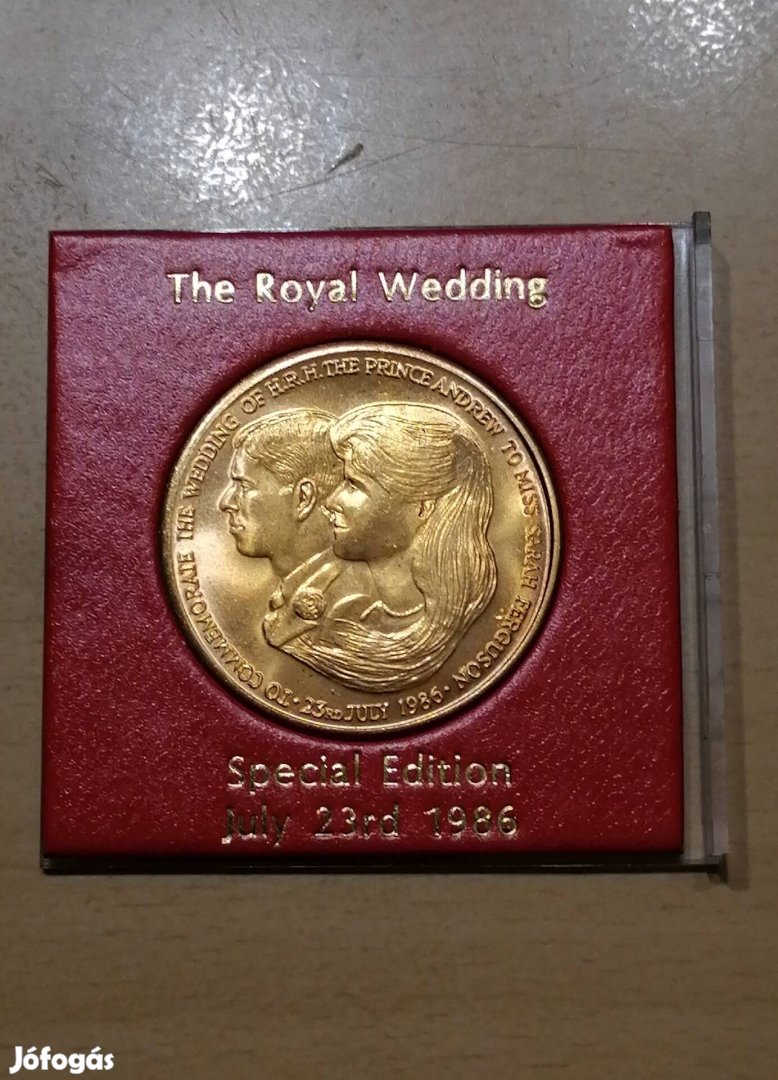 The Royal Wedding
TO COMMEMORATE THE WEDDING OF H.R.H. THE PRINCE ANDREW TO MISS SARAH FERGUSON
· 23RD JULY 1986 ·
Special Edition
July 23rd 1986
Jófogás